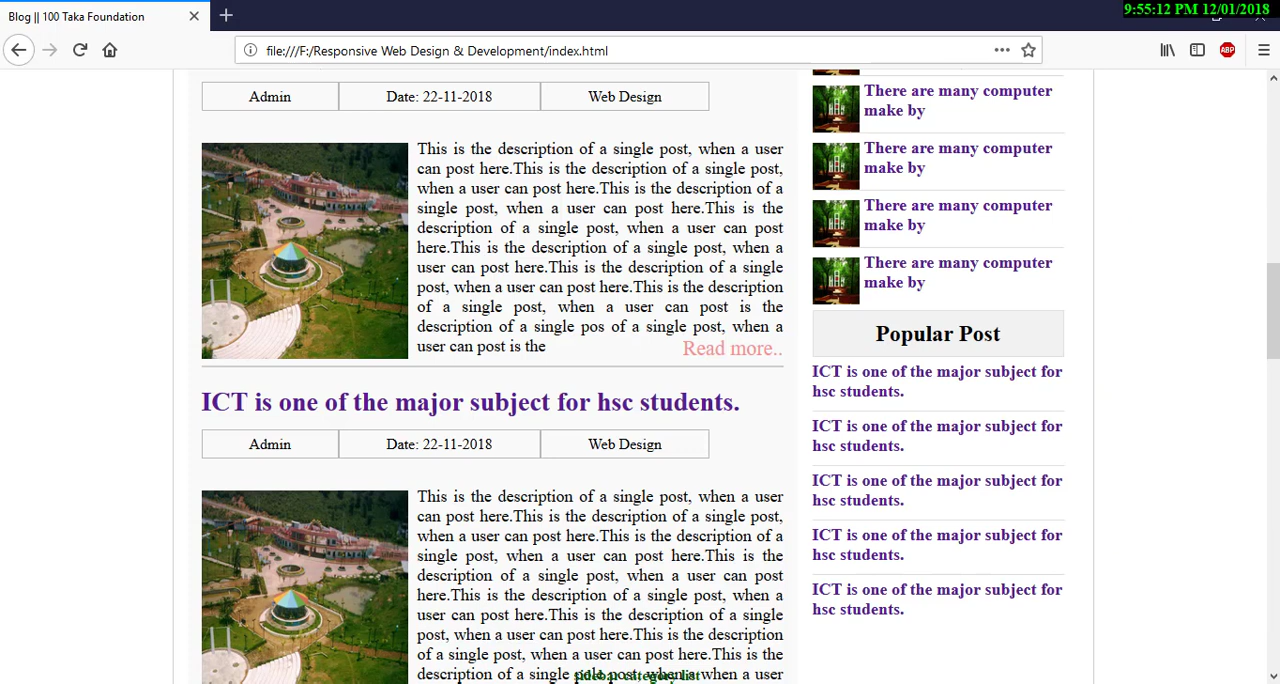 Blog || 100 Taka Foundation
9:55:12 PM 12/01/2018
file:///F:/Responsive Web Design & Development/index.html
ABP
Admin
Date: 22-11-2018
Web Design
This is the description of a single post, when a user
can post here.This is the description of a single post,
when a user can post here.This is the description of a
single post, when a user can post here.This is the
description of a single post, when a user can post
here.This is the description of a single post, when a
user can post here.This is the description of a single
post, when a user can post here.This is the description
of a single post, when a user can post is the
description of a single pos of a single post, when a
user can post is the
Read more..
ICT is one of the major subject for hsc students.
Admin
Date: 22-11-2018
Web Design
This is the description of a single post, when a user
can post here.This is the description of a single post,
when a user can post here.This is the description of a
single post, when a user can post here.This is the
description of a single post, when a user can post
here.This is the description of a single post, when a
user can post here.This is the description of a single
post, when a user can post here.This is the description
description of a single post, when a user
sidebar category list
There are many computer
make by
There are many computer
make by
There are many computer
make by
There are many computer
make by
Popular Post
ICT is one of the major subject for
hsc students.
ICT is one of the major subject for
hsc students.
ICT is one of the major subject for
hsc students.
ICT is one of the major subject for
hsc students.
ICT is one of the major subject for
hsc students.